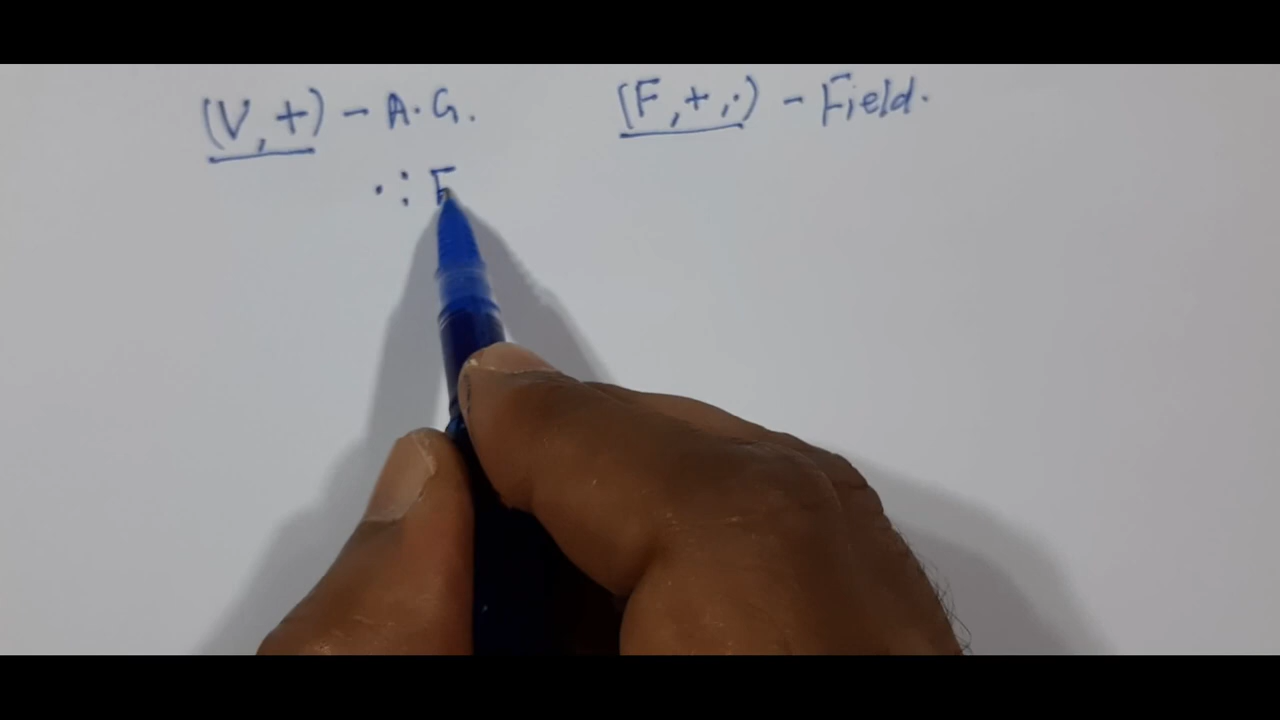 (V, +) - A.G. (F, +, ·) - Field.
· : F